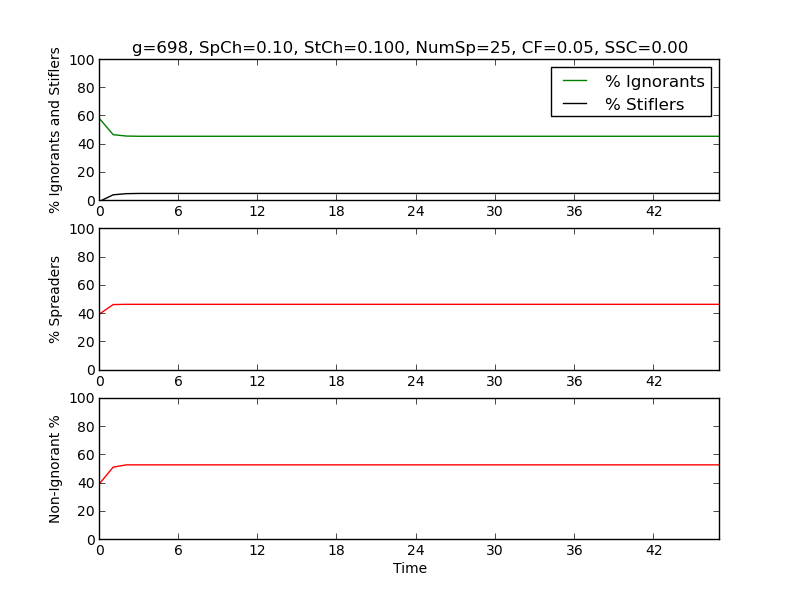 g=698, SpCh=0.10, StCh=0.100, NumSp=25, CF=0.05, SSC=0.00
% Ignorants and Stiflers
100
80
60
40
20
0
% Ignorants
% Stiflers
0 6 12 18 24 30 36 42
% Spreaders
100
80
60
40
20
0
0 6 12 18 24 30 36 42
Non-Ignorant %
100
80
60
40
20
0
0 6 12 18 24 30 36 42
Time